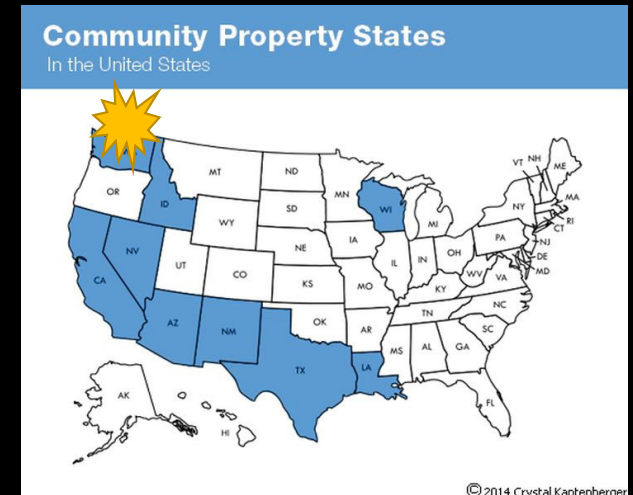 Community Property States
In the United States
MT
ND
MN
VT NH
ME
OR
ID
SD
WI
MI
NY
MA
RI
CT
WY
IA
PA
NJ
NE
IL
IN
OH
DE
MD
NV
UT
CO
KS
MO
WV
VA
KY
CA
NC
TN
AZ
NM
OK
AR
SC
MS
AL
GA
TX
LA
AK
FL
HI
©2014 Crystal Kantenberger